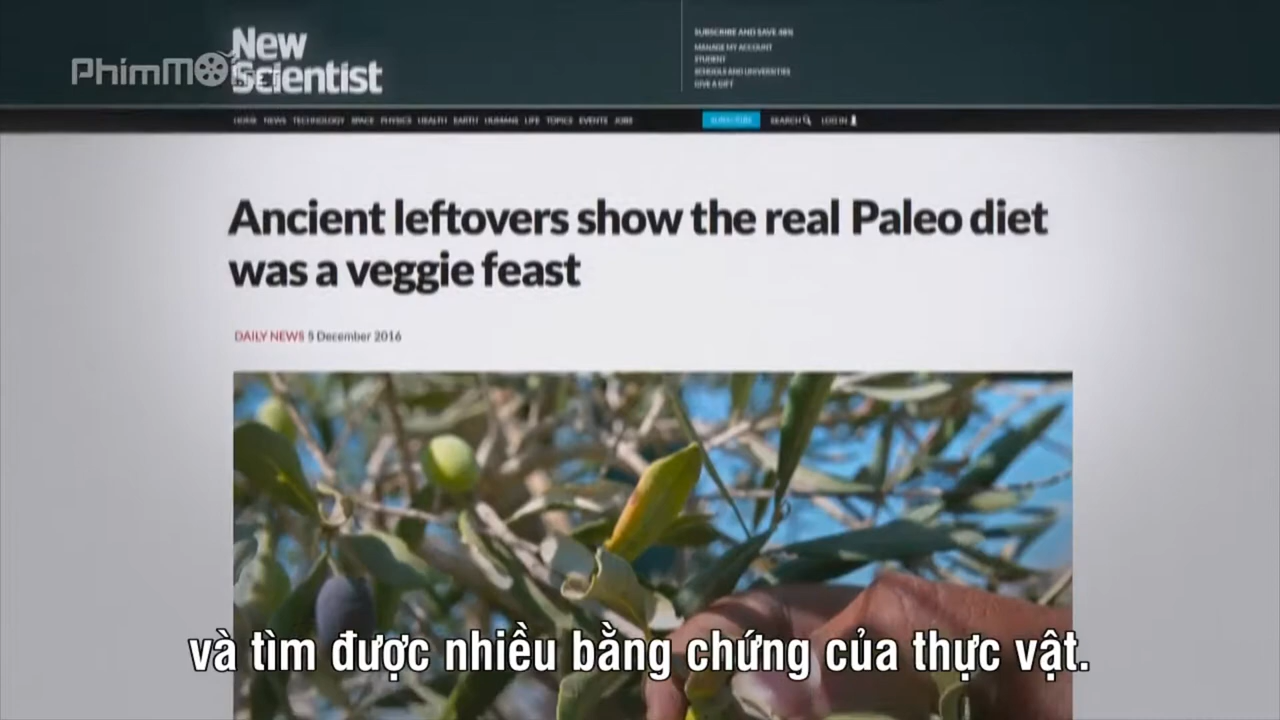 PhimMO
.NET
New
Scientist
SUBSCRIBE AND SAVE
MANAGE MY ACCOUNT
STUDENT
SCHOOLS AND UNIVERSITIES
GIVE A GIFT
HOME NEWS TECHNOLOGY SPACE PHYSICS HEALTH EARTH HUMANS LIFE TOPICS EVENTS JOBS
SUBSCRIBE SEARCH LOG IN
Ancient leftovers show the real Paleo diet
was a veggie feast
DAILY NEWS 5 December 2016
và tìm được nhiều bằng chứng của thực vật.